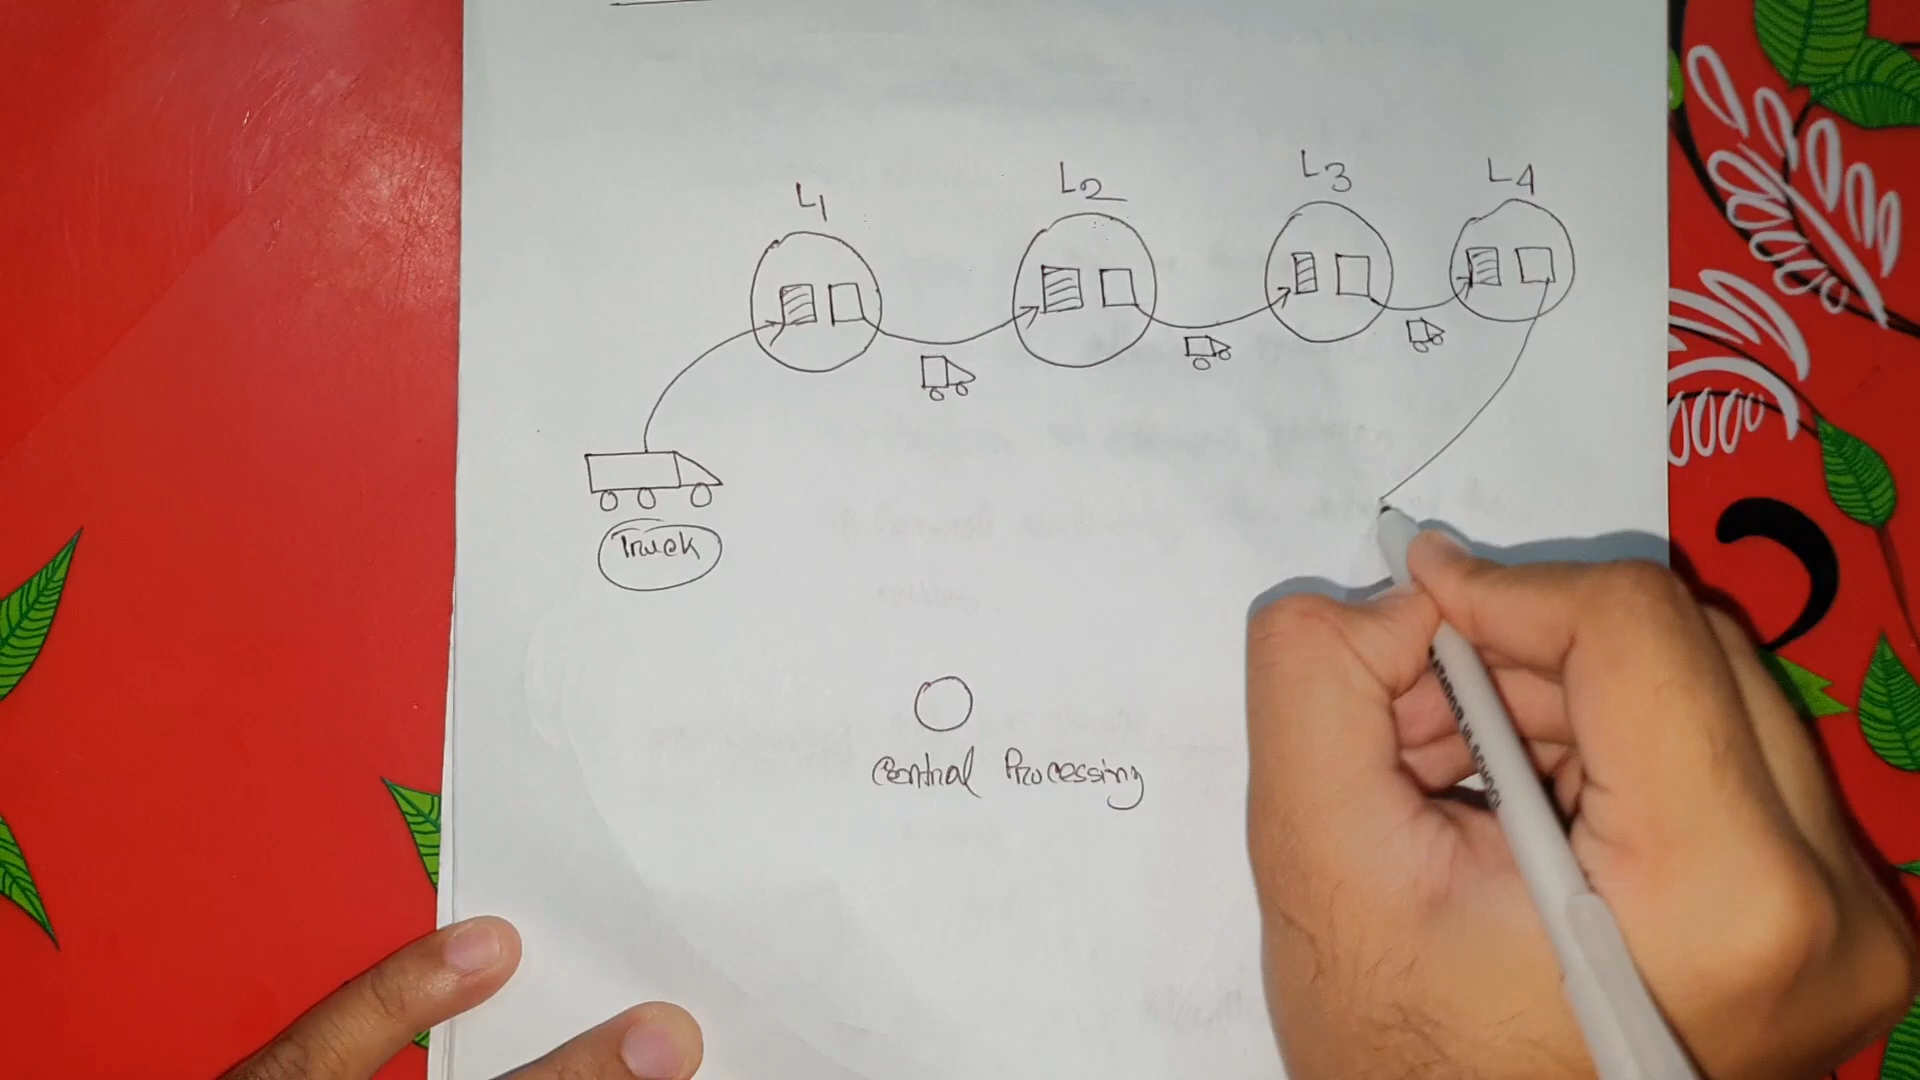 L1
L2
L3
L4
Truck
Central Processing